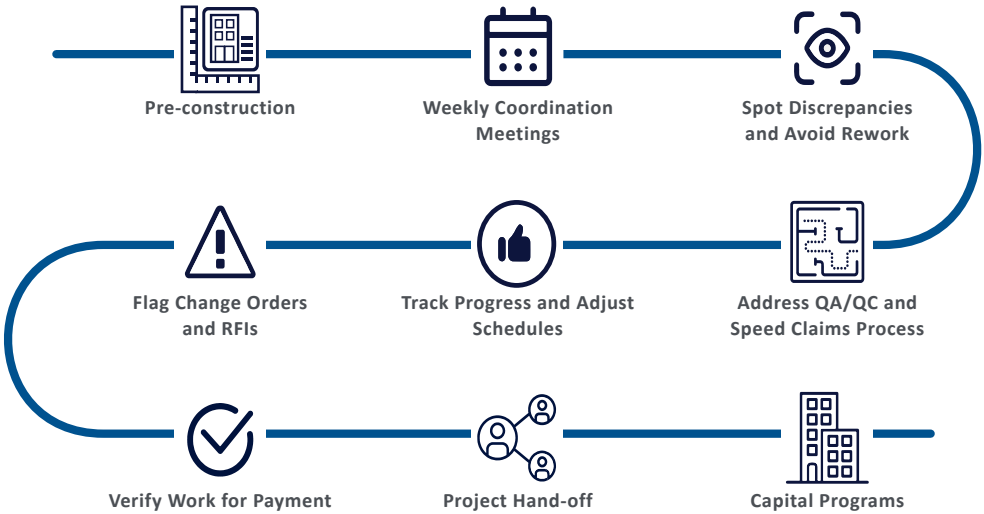 Pre-construction
Weekly Coordination
Meetings
Spot Discrepancies
and Avoid Rework
Flag Change Orders
and RFIs
Track Progress and Adjust
Schedules
Address QA/QC and
Speed Claims Process
Verify Work for Payment
Project Hand-off
Capital Programs